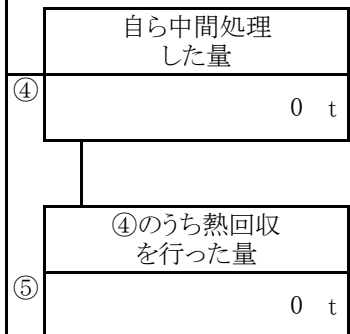 自ら中間処理
した量
④
0 t
④のうち熱回収
を行った量
⑤
0 t